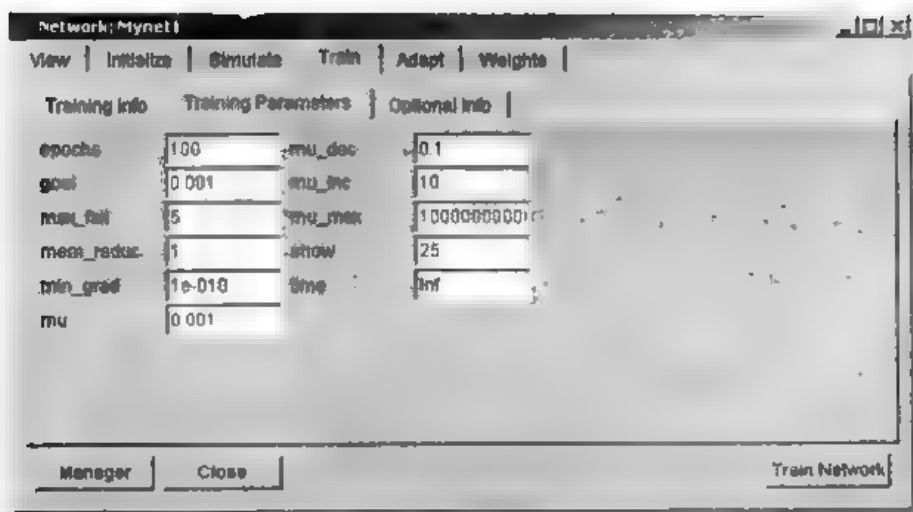 Network: Mynet1
View Initialize Simulate Train Adapt Weights
Training Info Training Parameters Optional Info
epochs 100 mu_dec 0.1
goal 0.001 mu_inc 10
max_fail 5 mu_max 10000000000
mem_reduc 1 show 25
min_grad 1e-010 time Inf
mu 0.001
Manager Close Train Network